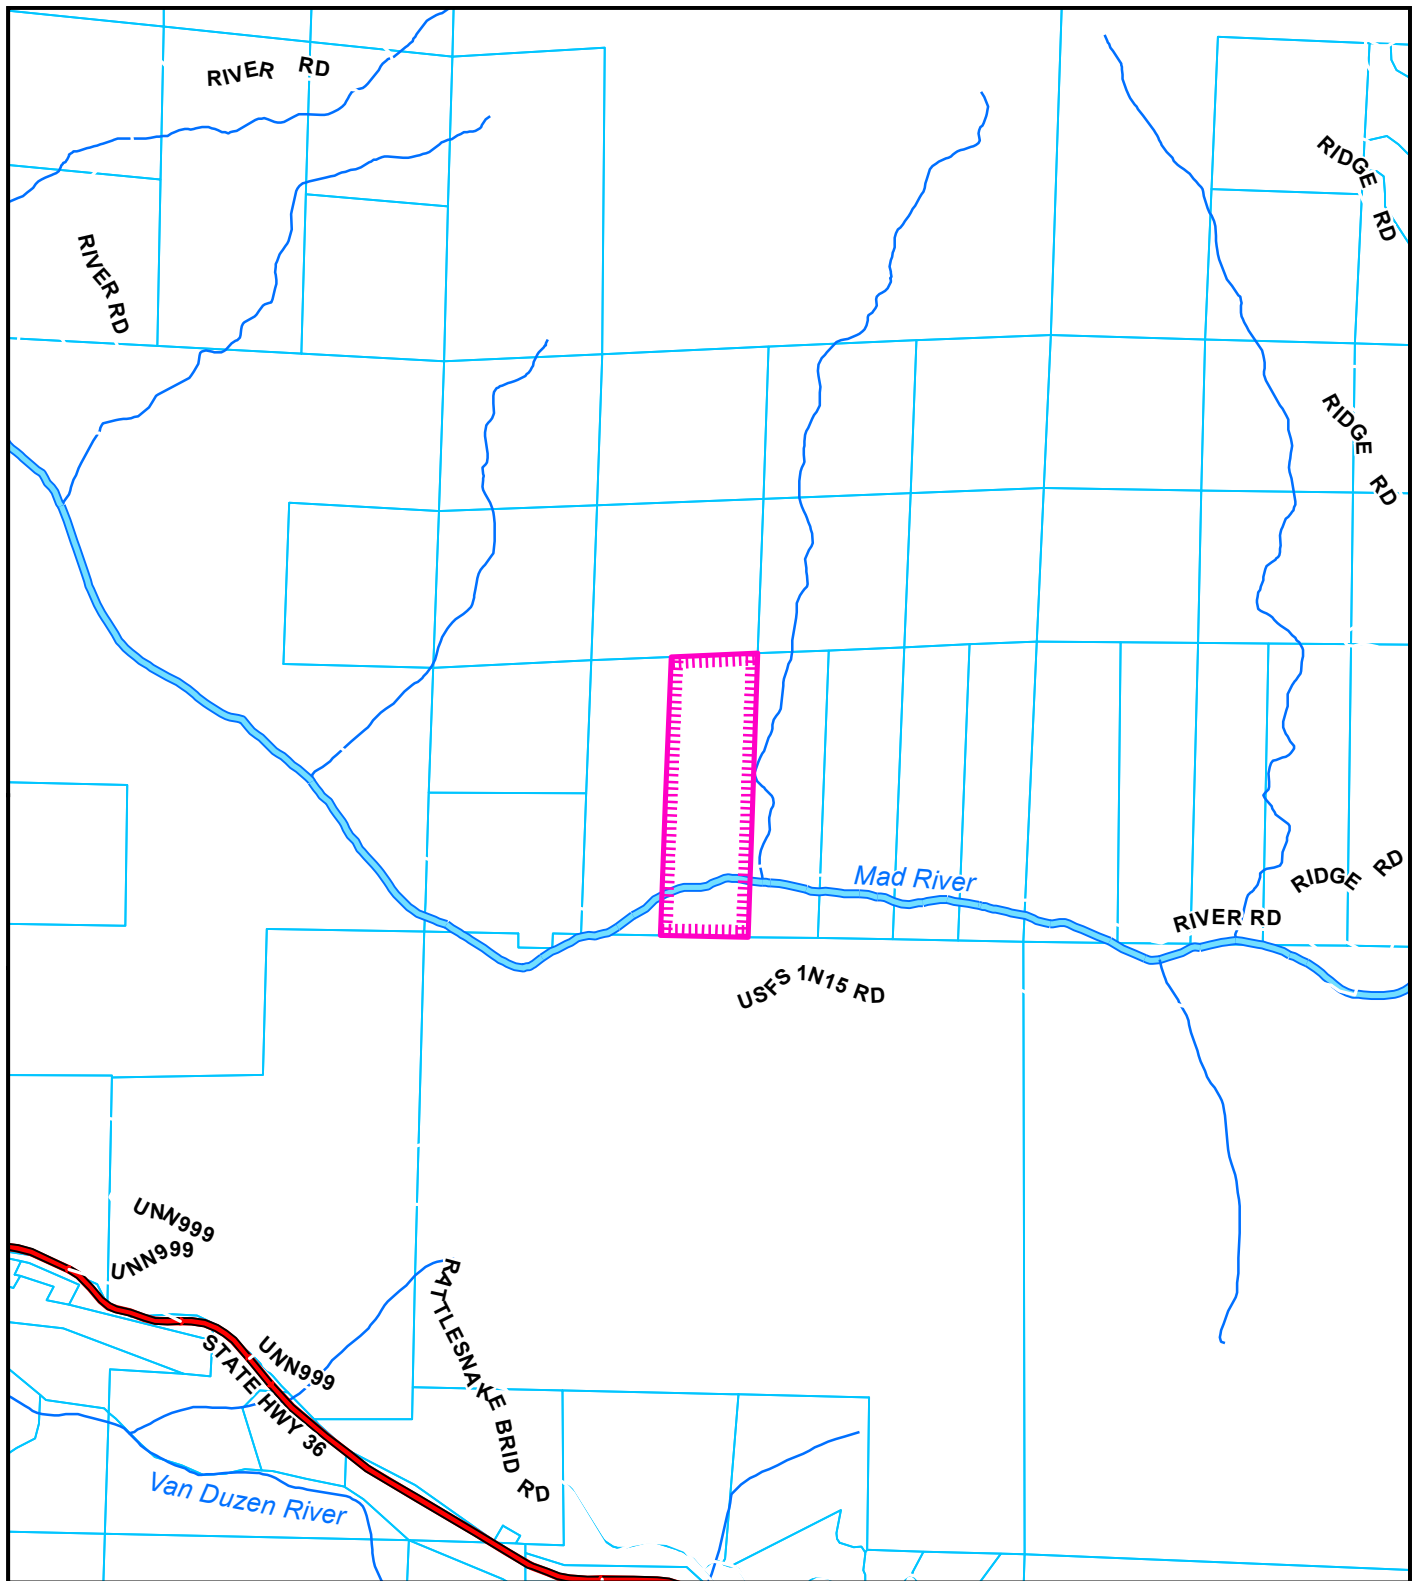 RIVER RD
RIDGE RD
RIVER RD
RIDGE RD
Mad River
RIDGE RD
RIVER RD
USFS 1N15 RD
UNN999
UNN999
RATTLESNAKE BRID RD
UNN999
STATE HWY 36
Van Duzen River